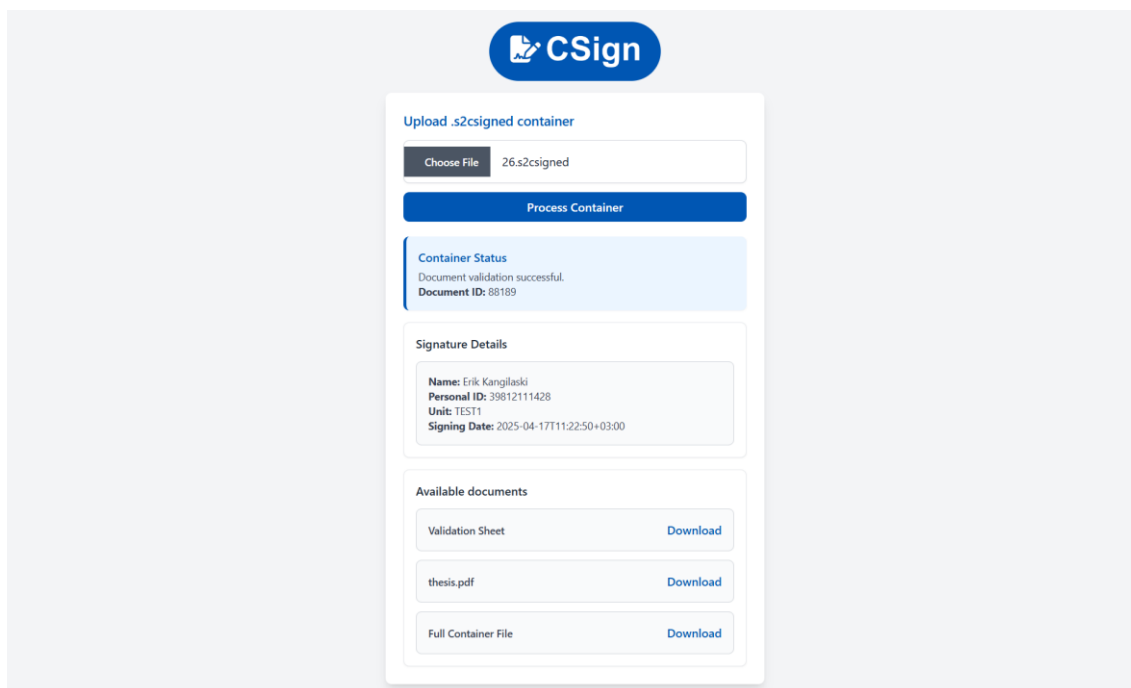 CSign
Upload .s2csigned container
Choose File 26.s2csigned
Process Container
Container Status
Document validation successful.
Document ID: 88189
Signature Details
Name: Erik Kangilaski
Personal ID: 39812111428
Unit: TEST1
Signing Date: 2025-04-17T11:22:50+03:00
Available documents
Validation Sheet Download
thesis.pdf Download
Full Container File Download